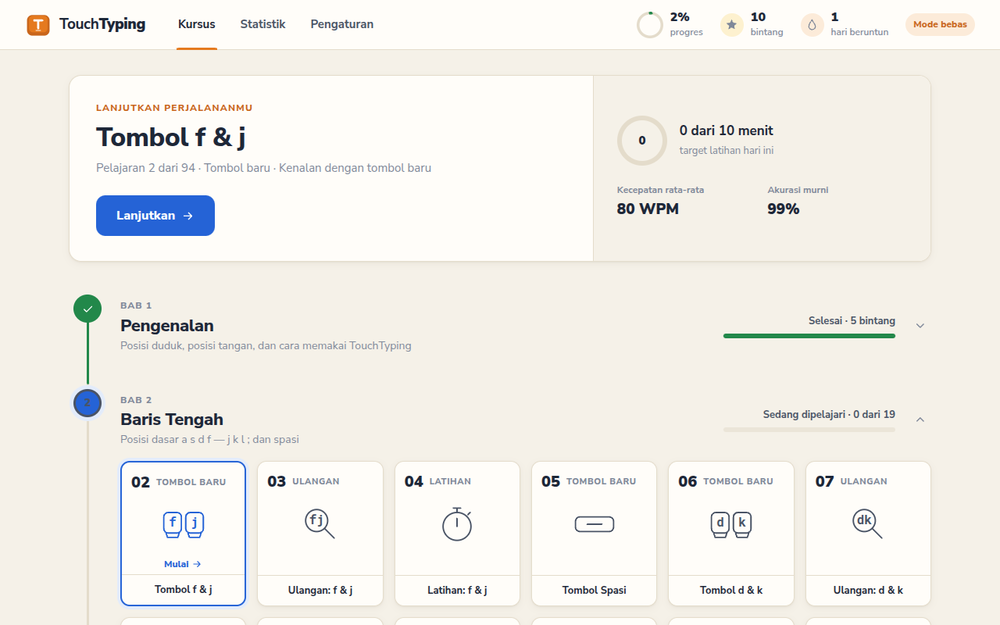 TouchTyping
Kursus
Statistik
Pengaturan
2%
progres
10
bintang
1
hari beruntun
Mode bebas
LANJUTKAN PERJALANANMU
Tombol f & j
Pelajaran 2 dari 94 · Tombol baru · Kenalan dengan tombol baru
Lanjutkan →
0
0 dari 10 menit
target latihan hari ini
Kecepatan rata-rata
80 WPM
Akurasi murni
99%
BAB 1
Pengenalan
Posisi duduk, posisi tangan, dan cara memakai TouchTyping
Selesai · 5 bintang
2
BAB 2
Baris Tengah
Posisi dasar a s d f — j k l ; dan spasi
Sedang dipelajari · 0 dari 19
02 TOMBOL BARU
f j
Mulai →
Tombol f & j
03 ULANGAN
fj
Ulangan: f & j
04 LATIHAN
Latihan: f & j
05 TOMBOL BARU
Tombol Spasi
06 TOMBOL BARU
d k
Tombol d & k
07 ULANGAN
dk
Ulangan: d & k